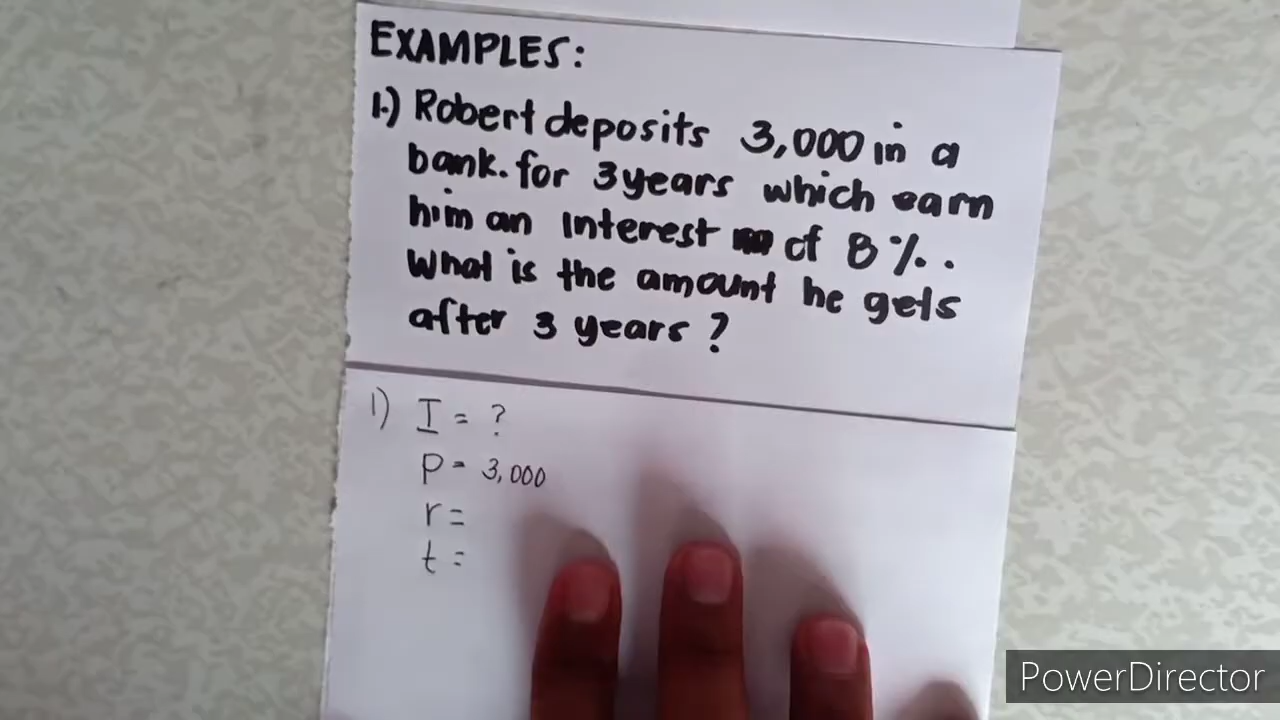 EXAMPLES:
1.) Robert deposits 3,000 in a
bank. for 3 years which earn
him an interest of 8%.
What is the amount he gets
after 3 years?
1) I = ?
P = 3,000
r =
t =
PowerDirector